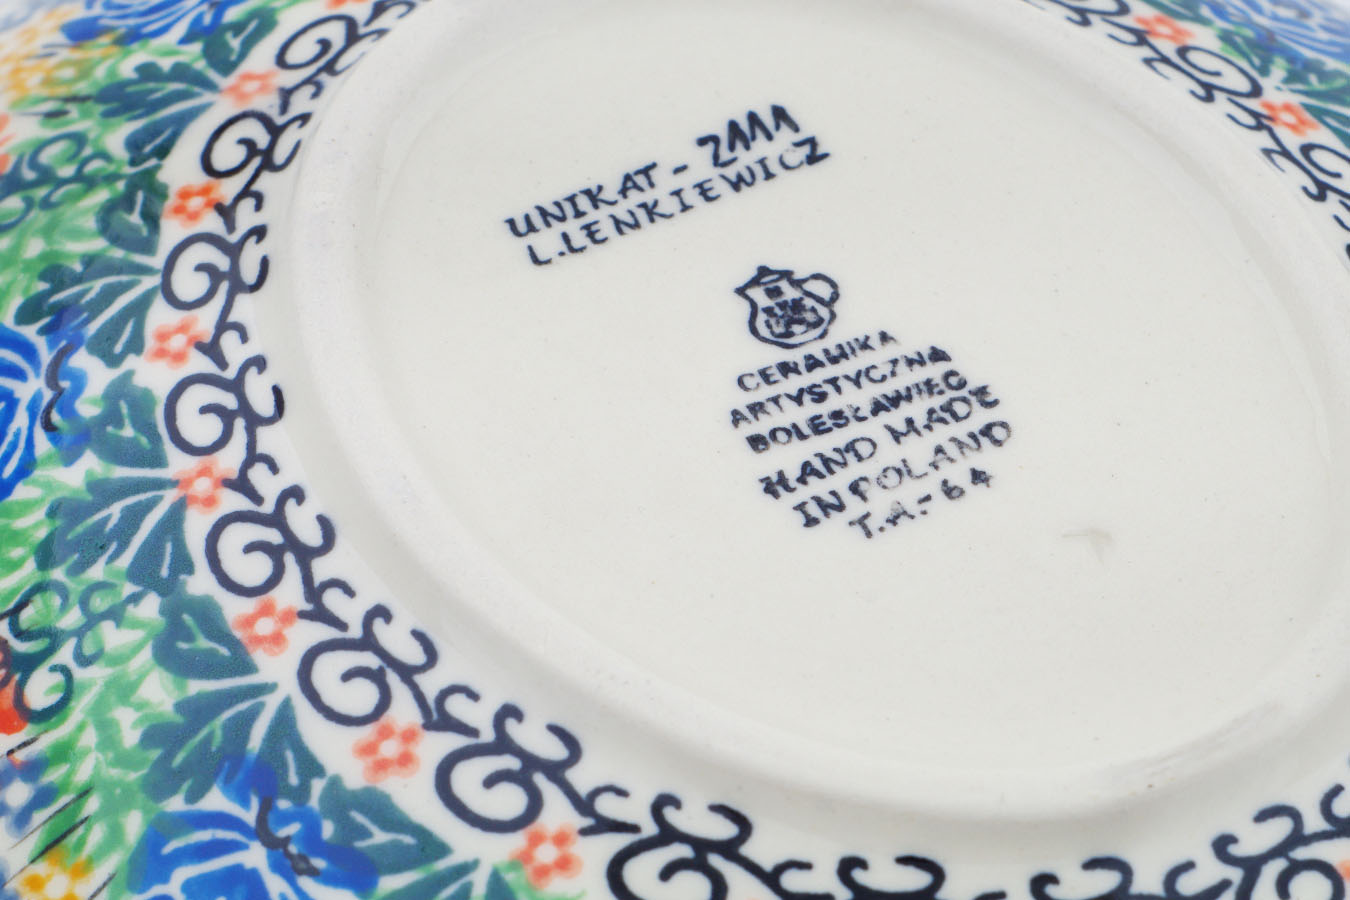 UNIKAT - 2111
L.LENKIEWICZ
CERAMIKA
ARTYSTYCZNA
BOLESŁAWIEC
HAND MADE
IN POLAND
T.A.-64